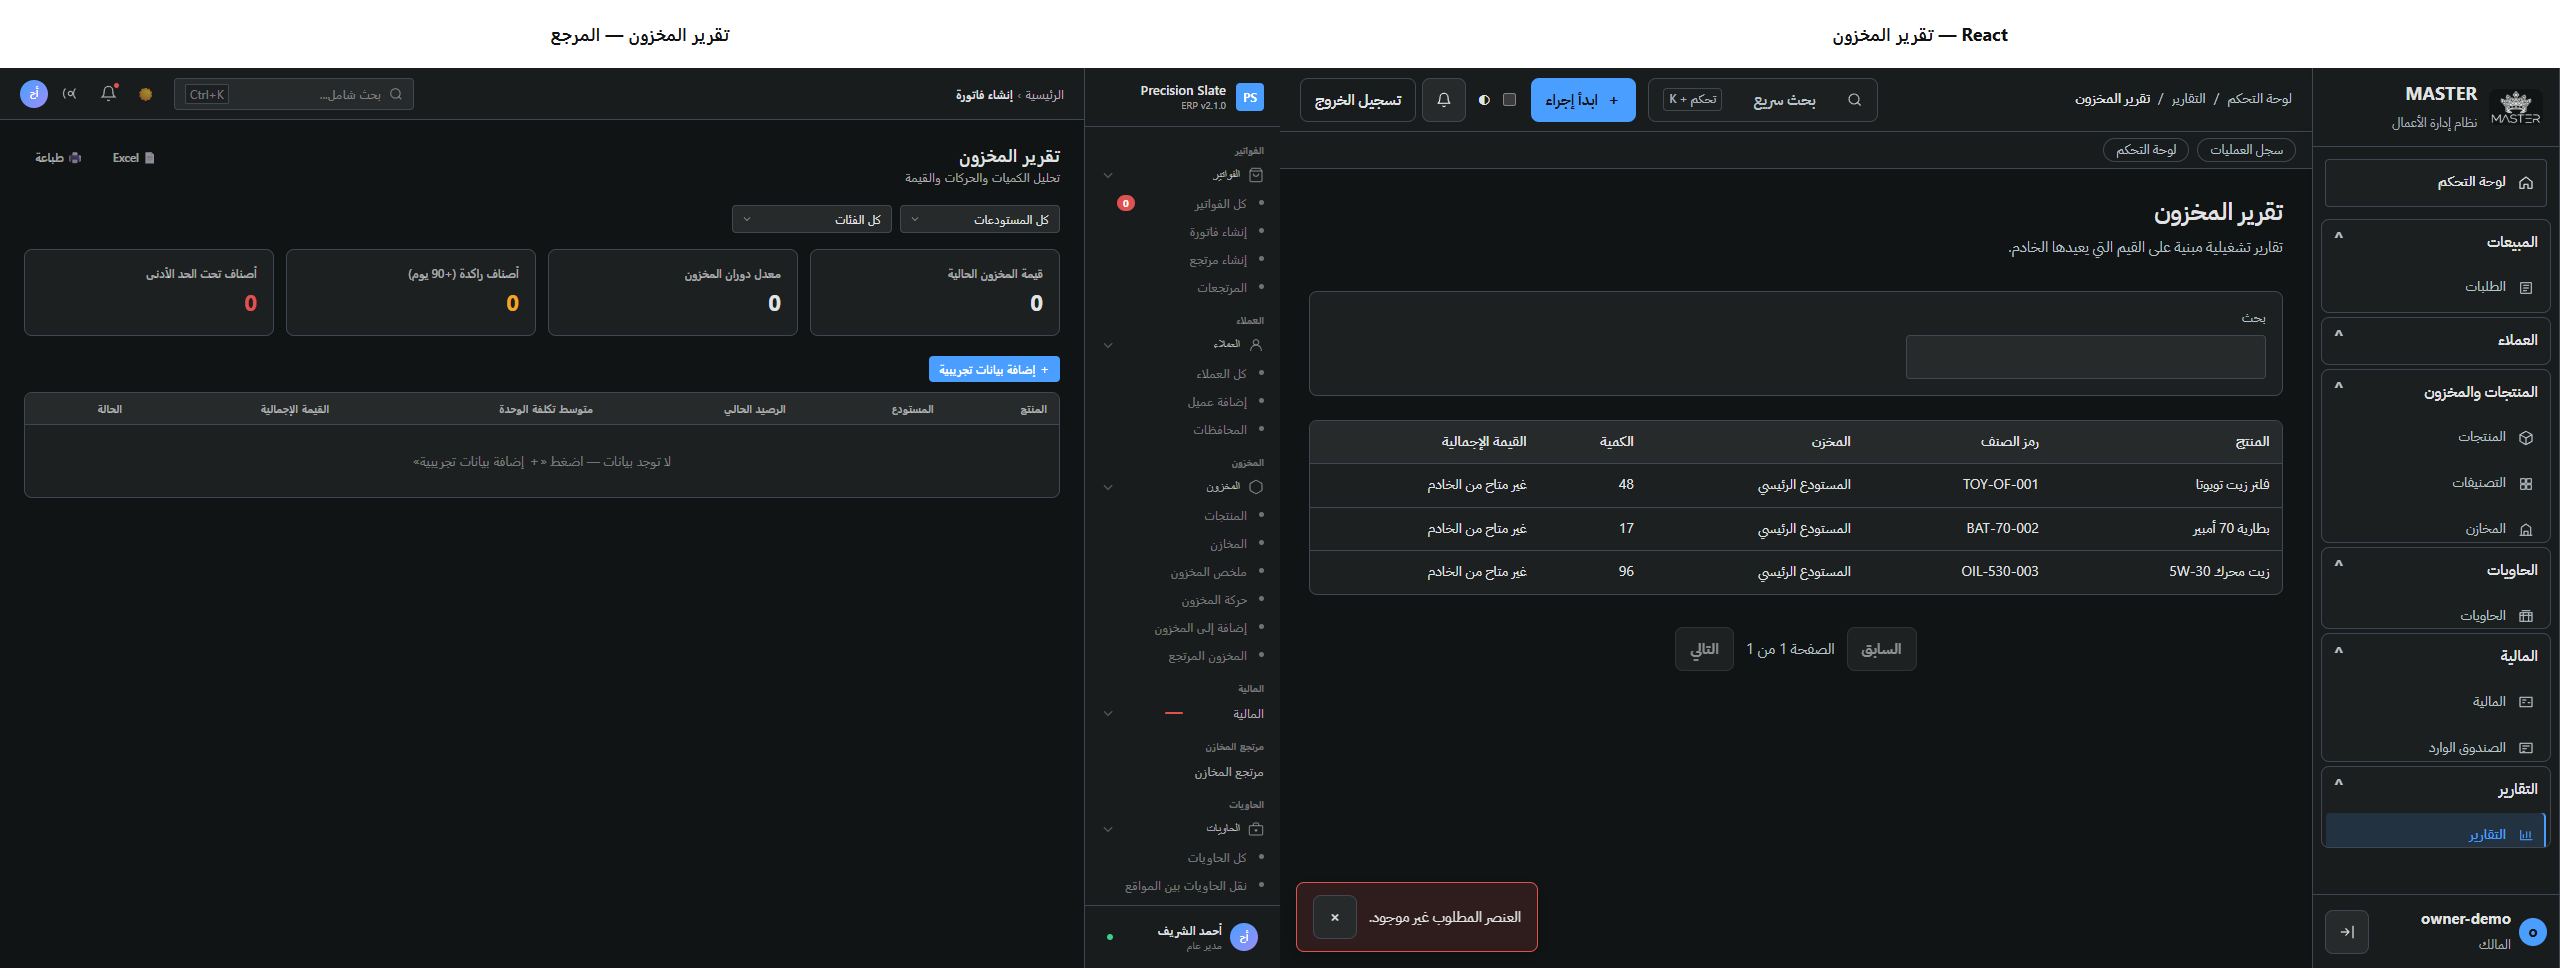 React — تقرير المخزون
MASTER
نظام إدارة الأعمال
MASTER
لوحة التحكم
المبيعات
الطلبات
العملاء
المنتجات والمخزون
المنتجات
التصنيفات
المخازن
الحاويات
الحاويات
المالية
المالية
الصندوق الوارد
التقارير
التقارير
owner-demo
المالك
o
لوحة التحكم / التقارير / تقرير المخزون
بحث سريع
تحكم + K
+ ابدأ إجراء
تسجيل الخروج
سجل العمليات
لوحة التحكم
تقرير المخزون
تقارير تشغيلية مبنية على القيم التي يعيدها الخادم.
بحث
المنتج رمز الصنف المخزن الكمية القيمة الإجمالية
فلتر زيت تويوتا TOY-OF-001 المستودع الرئيسي 48 غير متاح من الخادم
بطارية 70 أمبير BAT-70-002 المستودع الرئيسي 17 غير متاح من الخادم
زيت محرك 5W-30 OIL-530-003 المستودع الرئيسي 96 غير متاح من الخادم
السابق
الصفحة 1 من 1
التالي
العنصر المطلوب غير موجود.
×
تقرير المخزون — المرجع
PS
Precision Slate
ERP v2.1.0
الفواتير
الفواتير
كل الفواتير
0
إنشاء فاتورة
إنشاء مرتجع
المرتجعات
العملاء
العملاء
كل العملاء
إضافة عميل
المحافظات
المخزون
المخزون
المنتجات
المخازن
ملخص المخزون
حركة المخزون
إضافة إلى المخزون
المخزون المرتجع
المالية
المالية
مرتجع المخازن
مرتجع المخازن
الحاويات
الحاويات
كل الحاويات
نقل الحاويات بين المواقع
أح
أحمد الشريف
مدير عام
الرئيسية › إنشاء فاتورة
بحث شامل...
Ctrl+K
أح
تقرير المخزون
تحليل الكميات والحركات والقيمة
Excel
طباعة
كل المستودعات
كل الفئات
قيمة المخزون الحالية
0
معدل دوران المخزون
0
أصناف راكدة (+90 يوم)
0
أصناف تحت الحد الأدنى
0
+ إضافة بيانات تجريبية
المنتج المستودع الرصيد الحالي متوسط تكلفة الوحدة القيمة الإجمالية الحالة
لا توجد بيانات — اضغط «+ إضافة بيانات تجريبية»